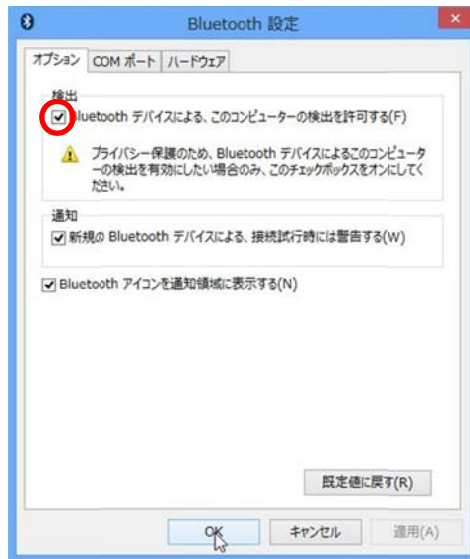 Bluetooth 設定
オプション COM ポート ハードウェア
検出
Bluetooth デバイスによる、このコンピューターの検出を許可する(F)
プライバシー保護のため、Bluetooth デバイスによるこのコンピュータ
ーの検出を有効にしたい場合のみ、このチェックボックスをオンにしてく
ださい。
通知
新規の Bluetooth デバイスによる、接続試行時には警告する(W)
Bluetooth アイコンを通知領域に表示する(N)
既定値に戻す(R)
OK キャンセル 適用(A)